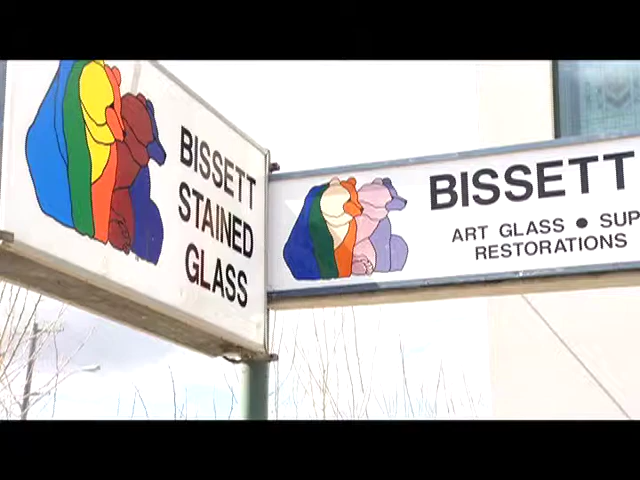 BISSETT
STAINED
GLASS
BISSETT
ART GLASS ● SUP
RESTORATIONS